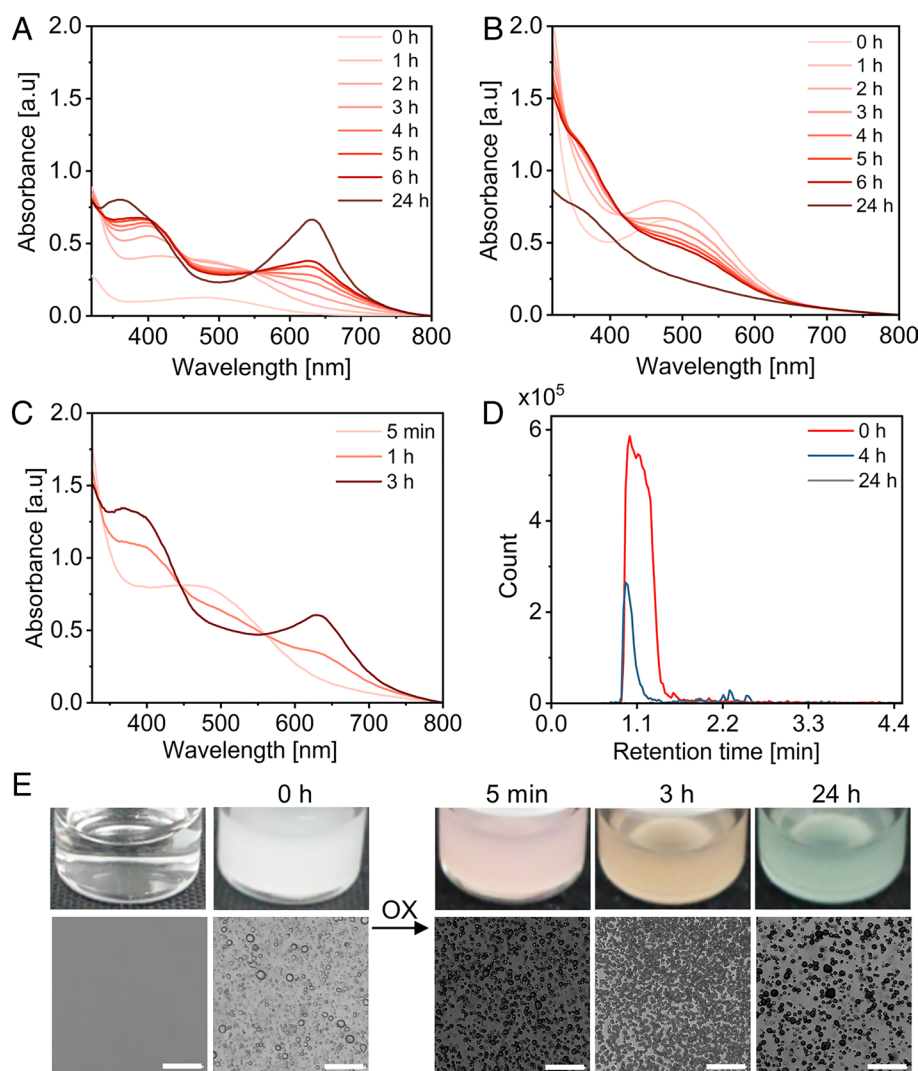 A
2.0
1.5
1.0
0.5
0.0
Absorbance [a.u]
0 h
1 h
2 h
3 h
4 h
5 h
6 h
24 h
400 500 600 700 800
Wavelength [nm]
B
2.0
1.5
1.0
0.5
0.0
Absorbance [a.u]
0 h
1 h
2 h
3 h
4 h
5 h
6 h
24 h
400 500 600 700 800
Wavelength [nm]
C
2.0
1.5
1.0
0.5
0.0
Absorbance [a.u]
5 min
1 h
3 h
400 500 600 700 800
Wavelength [nm]
D
x10⁵
6
4
2
0
Count
0 h
4 h
24 h
0.0 1.1 2.2 3.3 4.4
Retention time [min]
E
0 h 5 min 3 h 24 h
OX